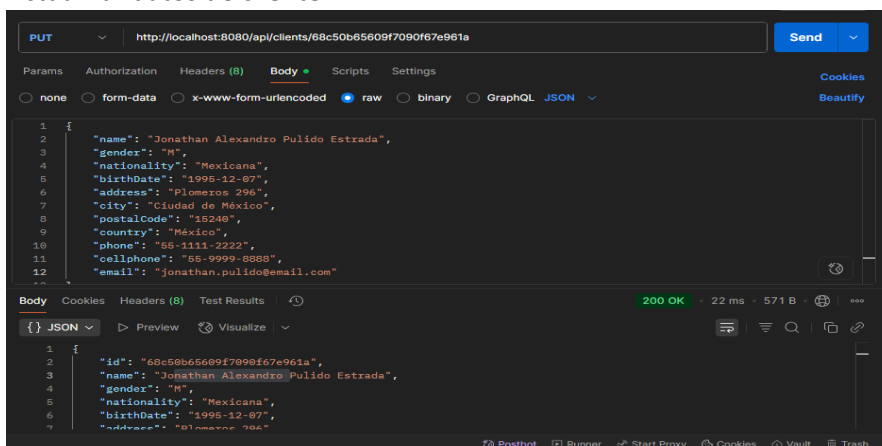 PUT http://localhost:8080/api/clients/68c50b65609f7090f67e961a Send
Params Authorization Headers (8) Body Scripts Settings Cookies
none form-data x-www-form-urlencoded raw binary GraphQL JSON Beautify
1 {
2 "name": "Jonathan Alexandro Pulido Estrada",
3 "gender": "M",
4 "nationality": "Mexicana",
5 "birthDate": "1995-12-07",
6 "address": "Plomeros 296",
7 "city": "Ciudad de México",
8 "postalCode": "15240",
9 "country": "México",
10 "phone": "55-1111-2222",
11 "cellphone": "55-9999-8888",
12 "email": "jonathan.pulido@email.com"
Body Cookies Headers (8) Test Results 200 OK 22 ms 571 B
{} JSON Preview Visualize
1 {
2 "id": "68c50b65609f7090f67e961a",
3 "name": "Jonathan Alexandro Pulido Estrada",
4 "gender": "M",
5 "nationality": "Mexicana",
6 "birthDate": "1995-12-07",
7 "address": "Plomeros 296"
Postbot Runner Start Proxy Cookies Vault Trash